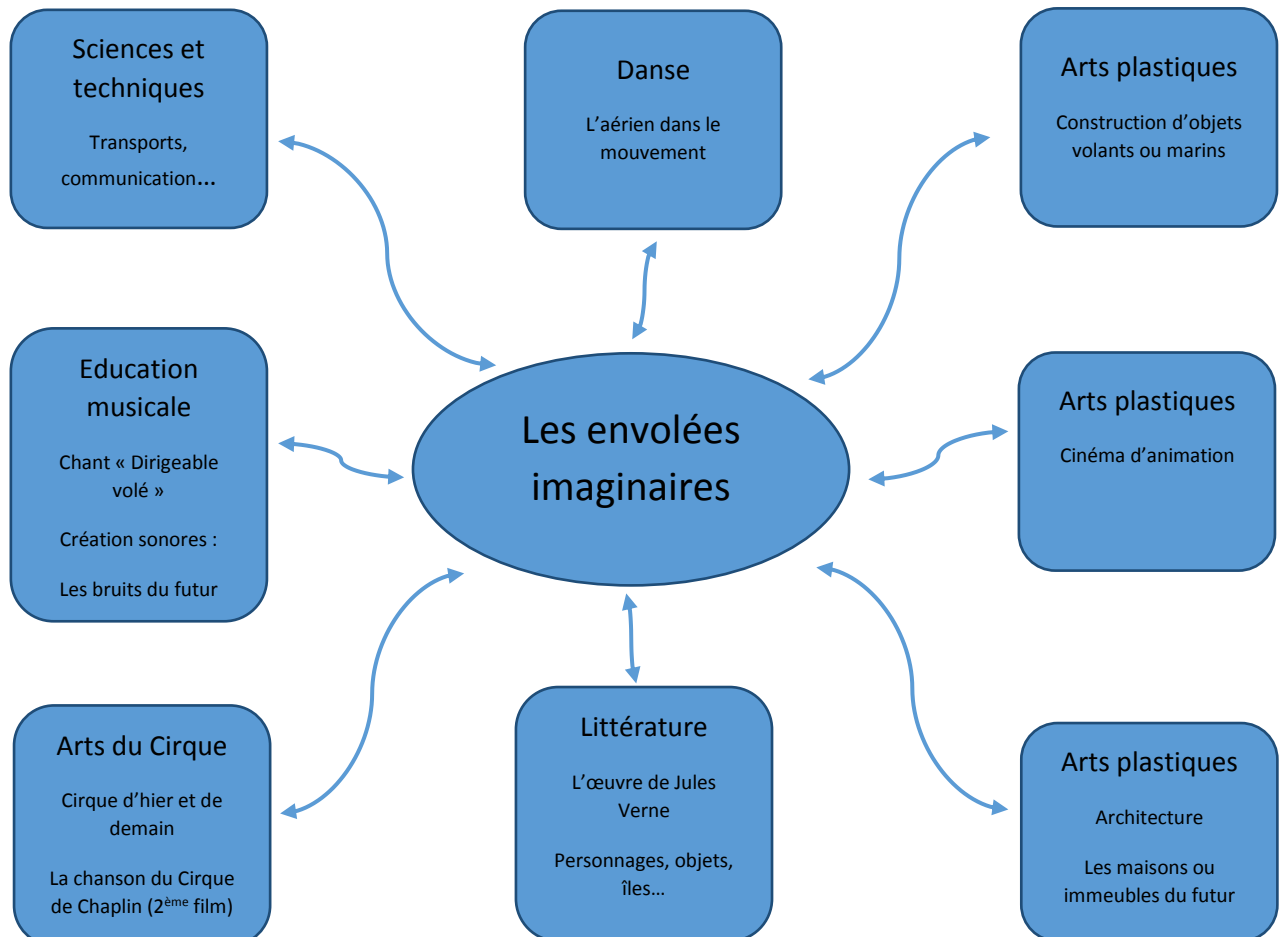 Sciences et
techniques
Transports,
communication...
Danse
L’aérien dans le
mouvement
Arts plastiques
Construction d’objets
volants ou marins
Education
musicale
Chant « Dirigeable
volé »
Création sonores :
Les bruits du futur
Les envolées
imaginaires
Arts plastiques
Cinéma d’animation
Arts du Cirque
Cirque d’hier et de
demain
La chanson du Cirque
de Chaplin (2ème film)
Littérature
L’œuvre de Jules
Verne
Personnages, objets,
îles…
Arts plastiques
Architecture
Les maisons ou
immeubles du futur